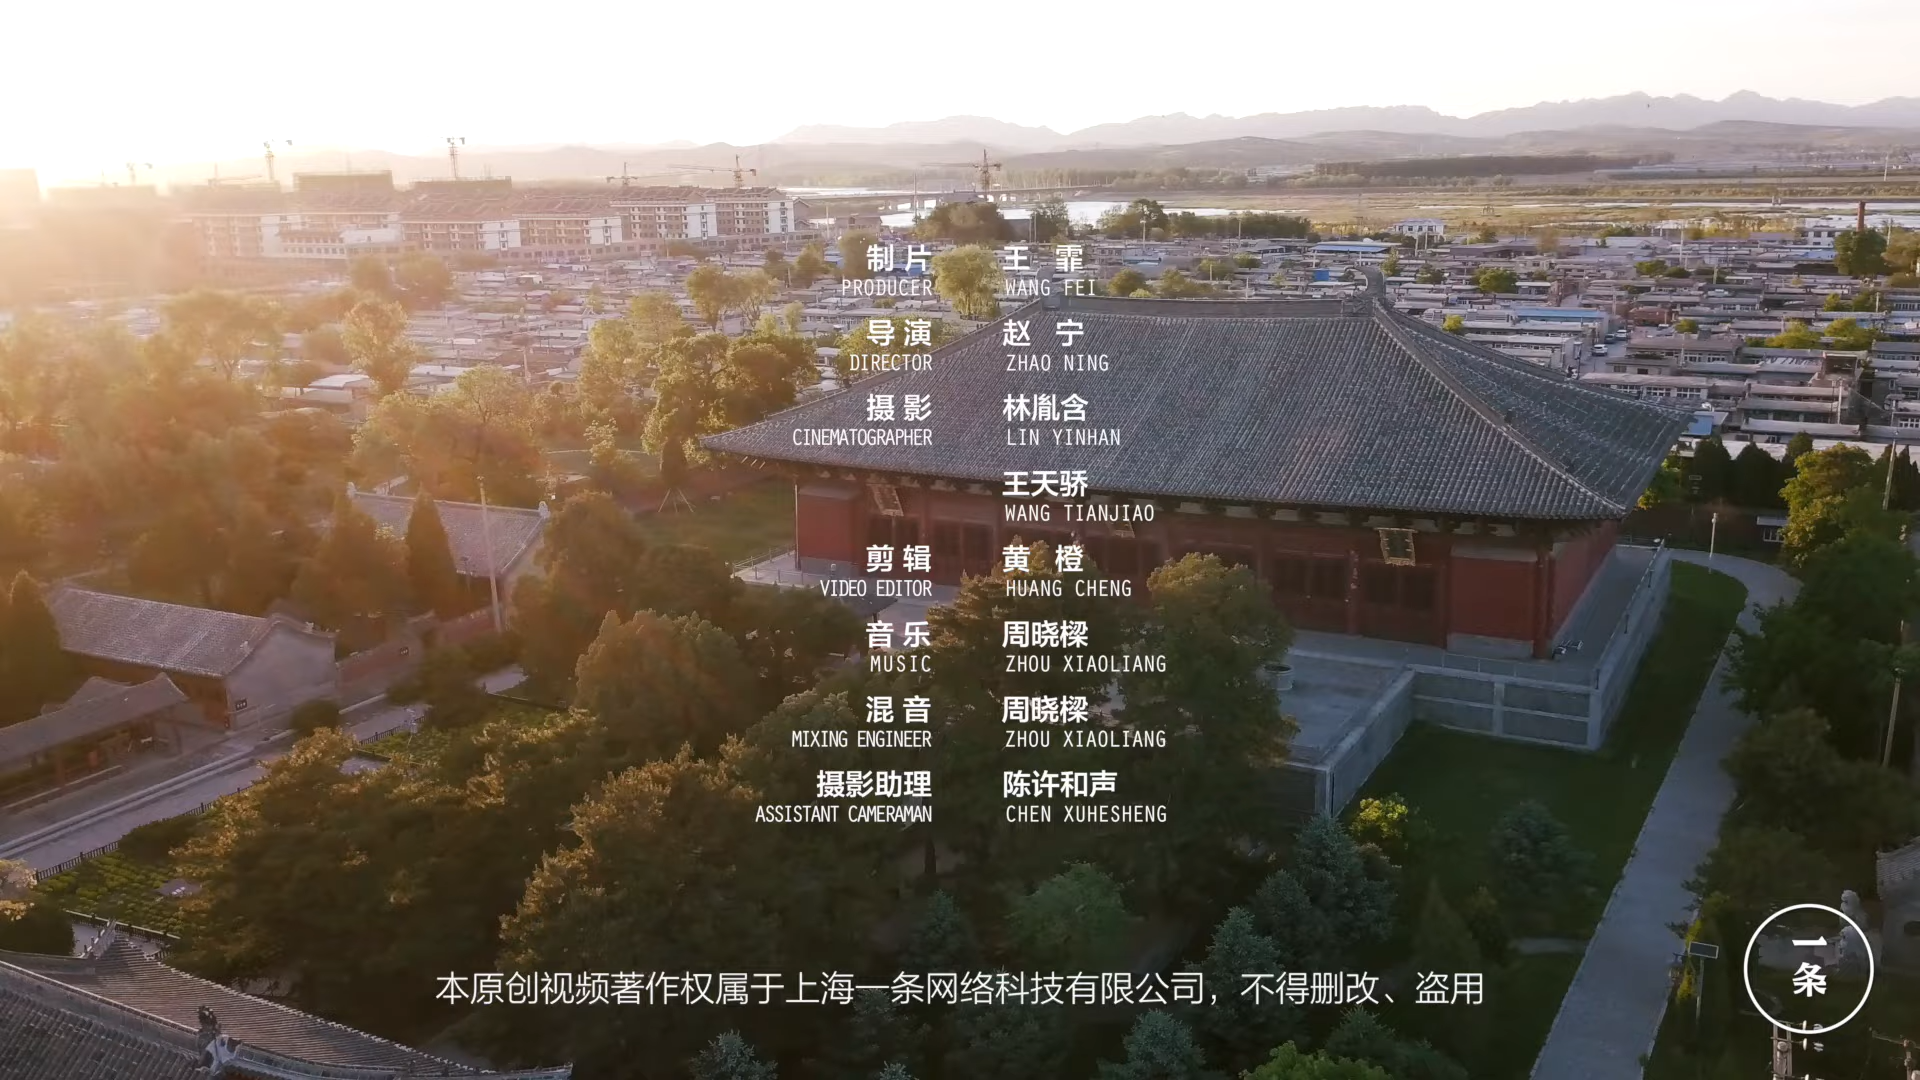 制片 王霏
PRODUCER WANG FEI
导演 赵宁
DIRECTOR ZHAO NING
摄影 林胤含
CINEMATOGRAPHER LIN YINHAN
王天骄
WANG TIANJIAO
剪辑 黄橙
VIDEO EDITOR HUANG CHENG
音乐 周晓樑
MUSIC ZHOU XIAOLIANG
混音 周晓樑
MIXING ENGINEER ZHOU XIAOLIANG
摄影助理 陈许和声
ASSISTANT CAMERAMAN CHEN XUHESHENG
本原创视频著作权属于上海一条网络科技有限公司，不得删改、盗用
一条